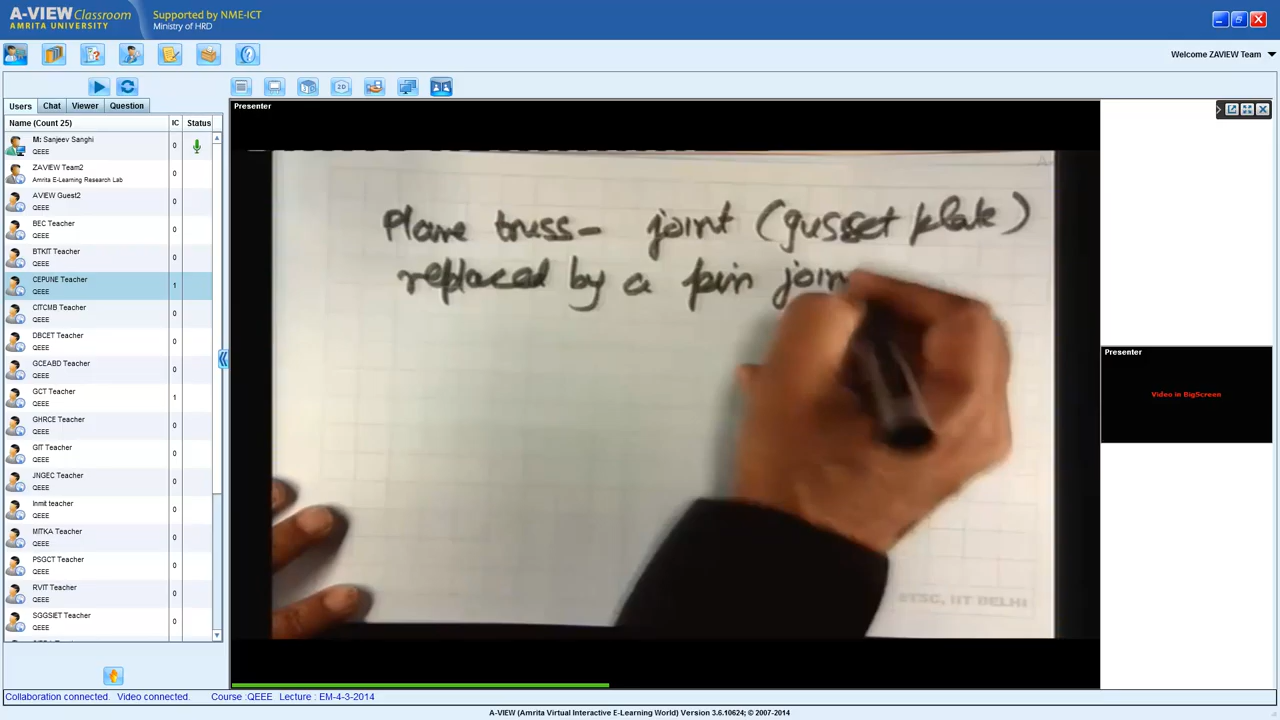 A-VIEW Classroom
AMRITA UNIVERSITY
Supported by NME-ICT
Ministry of HRD
Welcome ZAVIEW Team
2D
Users Chat Viewer Question
Name (Count 25) IC Status
M: Sanjeev Sanghi
QEEE
0
ZAVIEW Team2
Amrita E-Learning Research Lab
0
AVIEW Guest2
QEEE
0
BEC Teacher
QEEE
0
BTKIT Teacher
QEEE
0
CEPUNE Teacher
QEEE
1
CITCMB Teacher
QEEE
0
DBCET Teacher
QEEE
0
GCEABD Teacher
QEEE
0
GCT Teacher
QEEE
1
GHRCE Teacher
QEEE
0
GIT Teacher
QEEE
0
JNGEC Teacher
QEEE
0
lnmit teacher
QEEE
0
MITKA Teacher
QEEE
0
PSGCT Teacher
QEEE
0
RVIT Teacher
QEEE
0
SGGSIET Teacher
QEEE
0
Presenter
Plane truss - joint (gusset plate)
replaced by a pin join
ETSC, IIT DELHI
Presenter
Video in BigScreen
Collaboration connected. Video connected. Course :QEEE Lecture : EM-4-3-2014
A-VIEW (Amrita Virtual Interactive E-Learning World) Version 3.6.10624; © 2007-2014